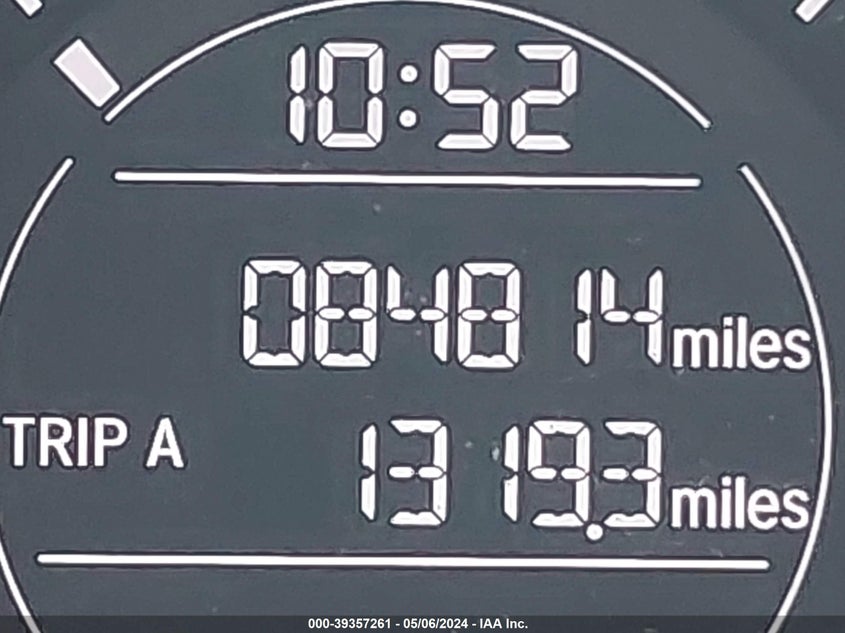 10:52
084814 miles
TRIP A 1319.3 miles
000-39357261 - 05/06/2024 - IAA Inc.